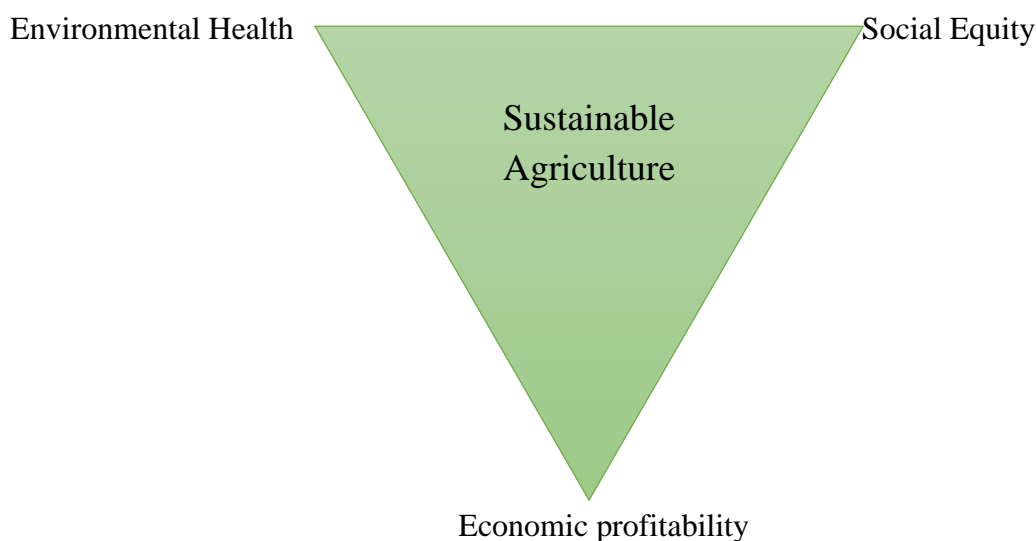 Environmental Health
Social Equity
Sustainable
Agriculture
Economic profitability